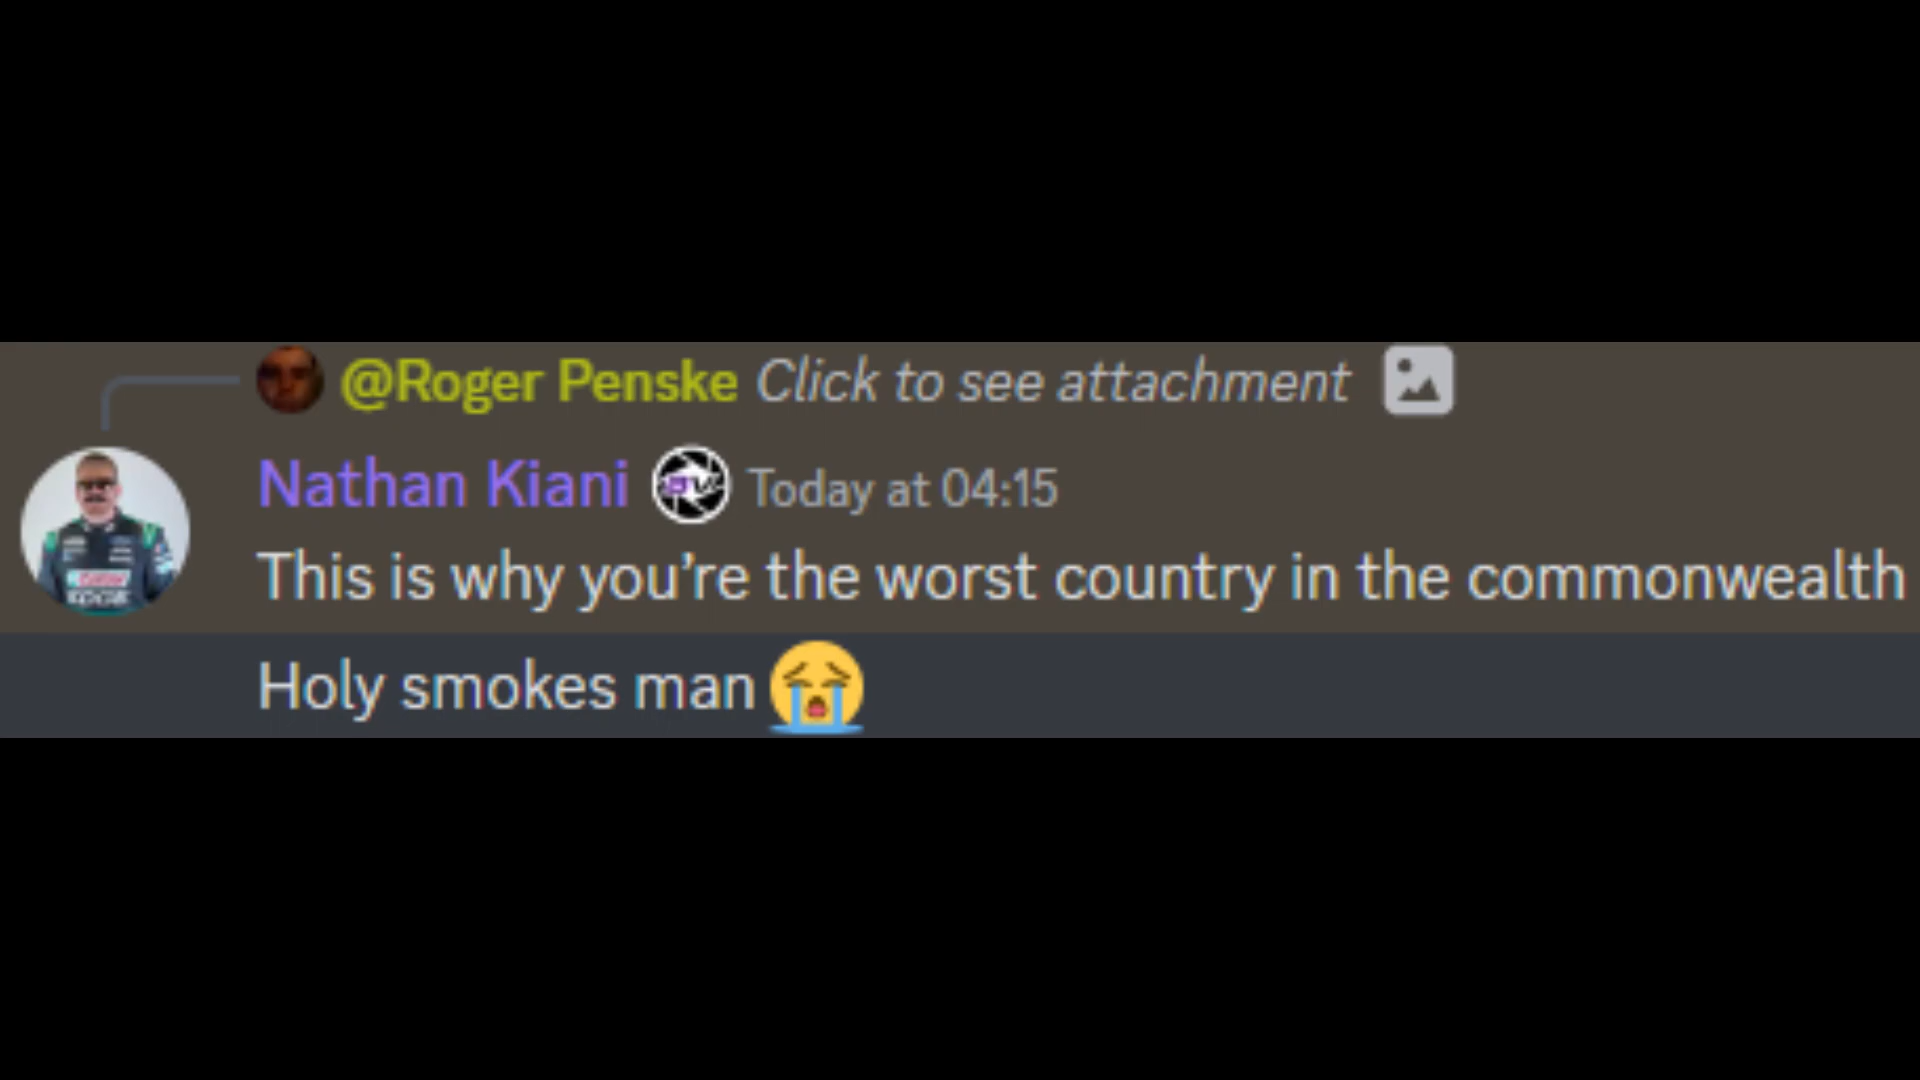 @Roger Penske Click to see attachment
Nathan Kiani Today at 04:15
This is why you’re the worst country in the commonwealth
Holy smokes man 😭